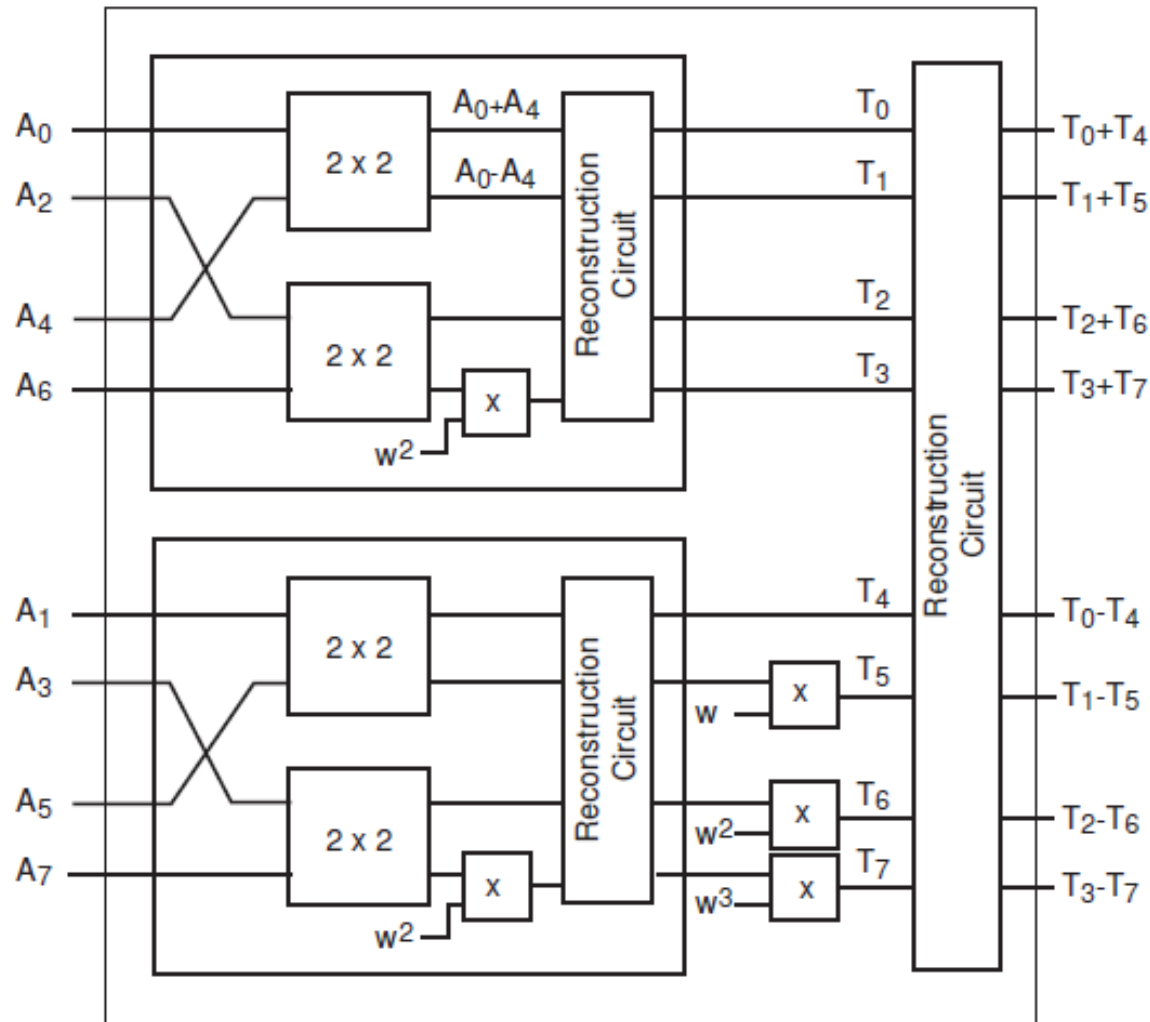 A0
A2
A4
A6
2 x 2
2 x 2
A0+A4
A0-A4
x
w2
Reconstruction
Circuit
T0
T1
T2
T3
A1
A3
A5
A7
2 x 2
2 x 2
x
w2
Reconstruction
Circuit
w
x
w2
x
w3
x
T4
T5
T6
T7
Reconstruction
Circuit
T0+T4
T1+T5
T2+T6
T3+T7
T0-T4
T1-T5
T2-T6
T3-T7